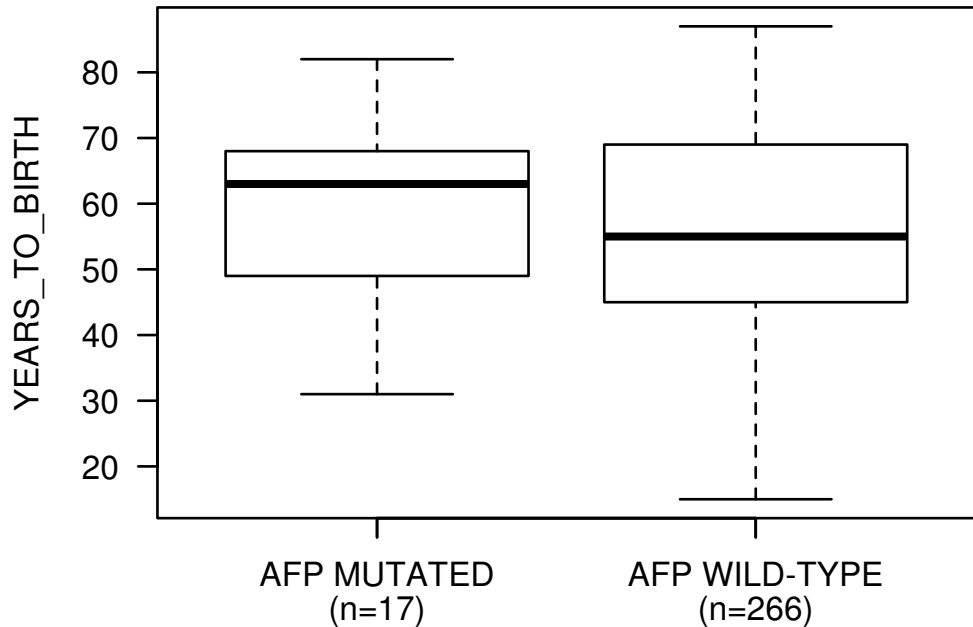 YEARS_TO_BIRTH
80
70
60
50
40
30
20
AFP MUTATED
(n=17)
AFP WILD-TYPE
(n=266)